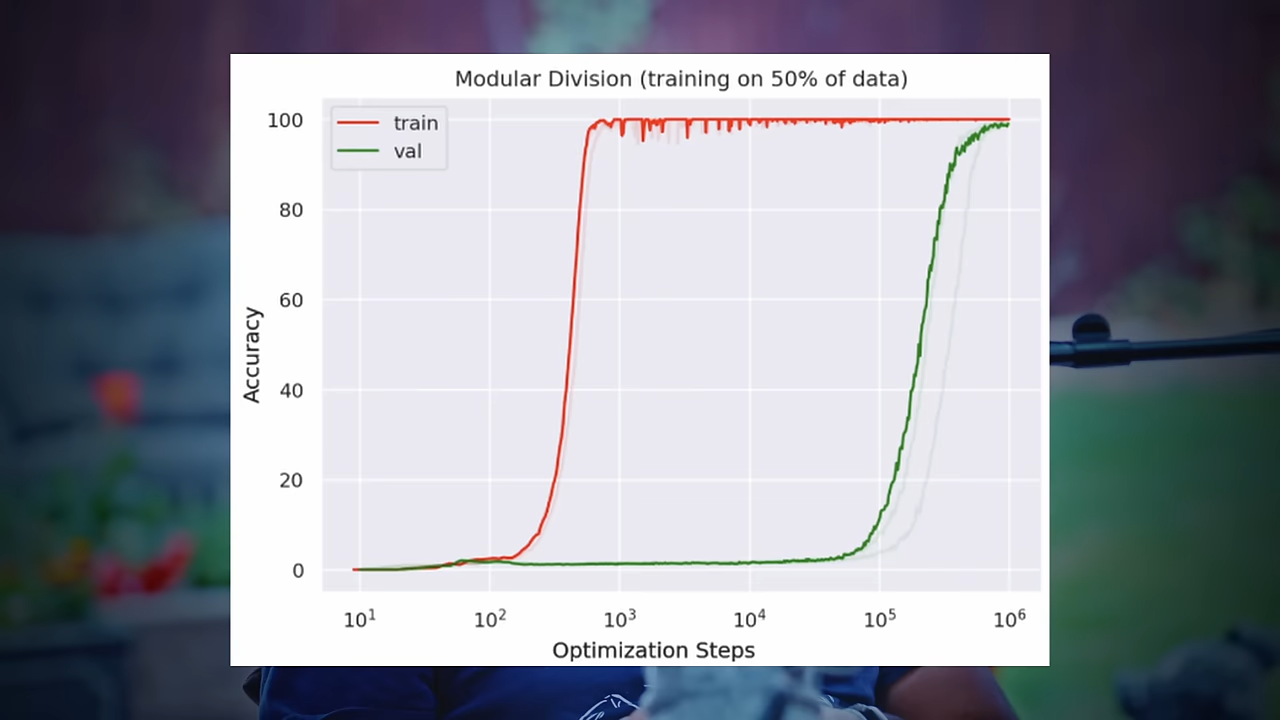 Modular Division (training on 50% of data)
train
val
100
80
60
40
20
0
Accuracy
10¹ 10² 10³ 10⁴ 10⁵ 10⁶
Optimization Steps